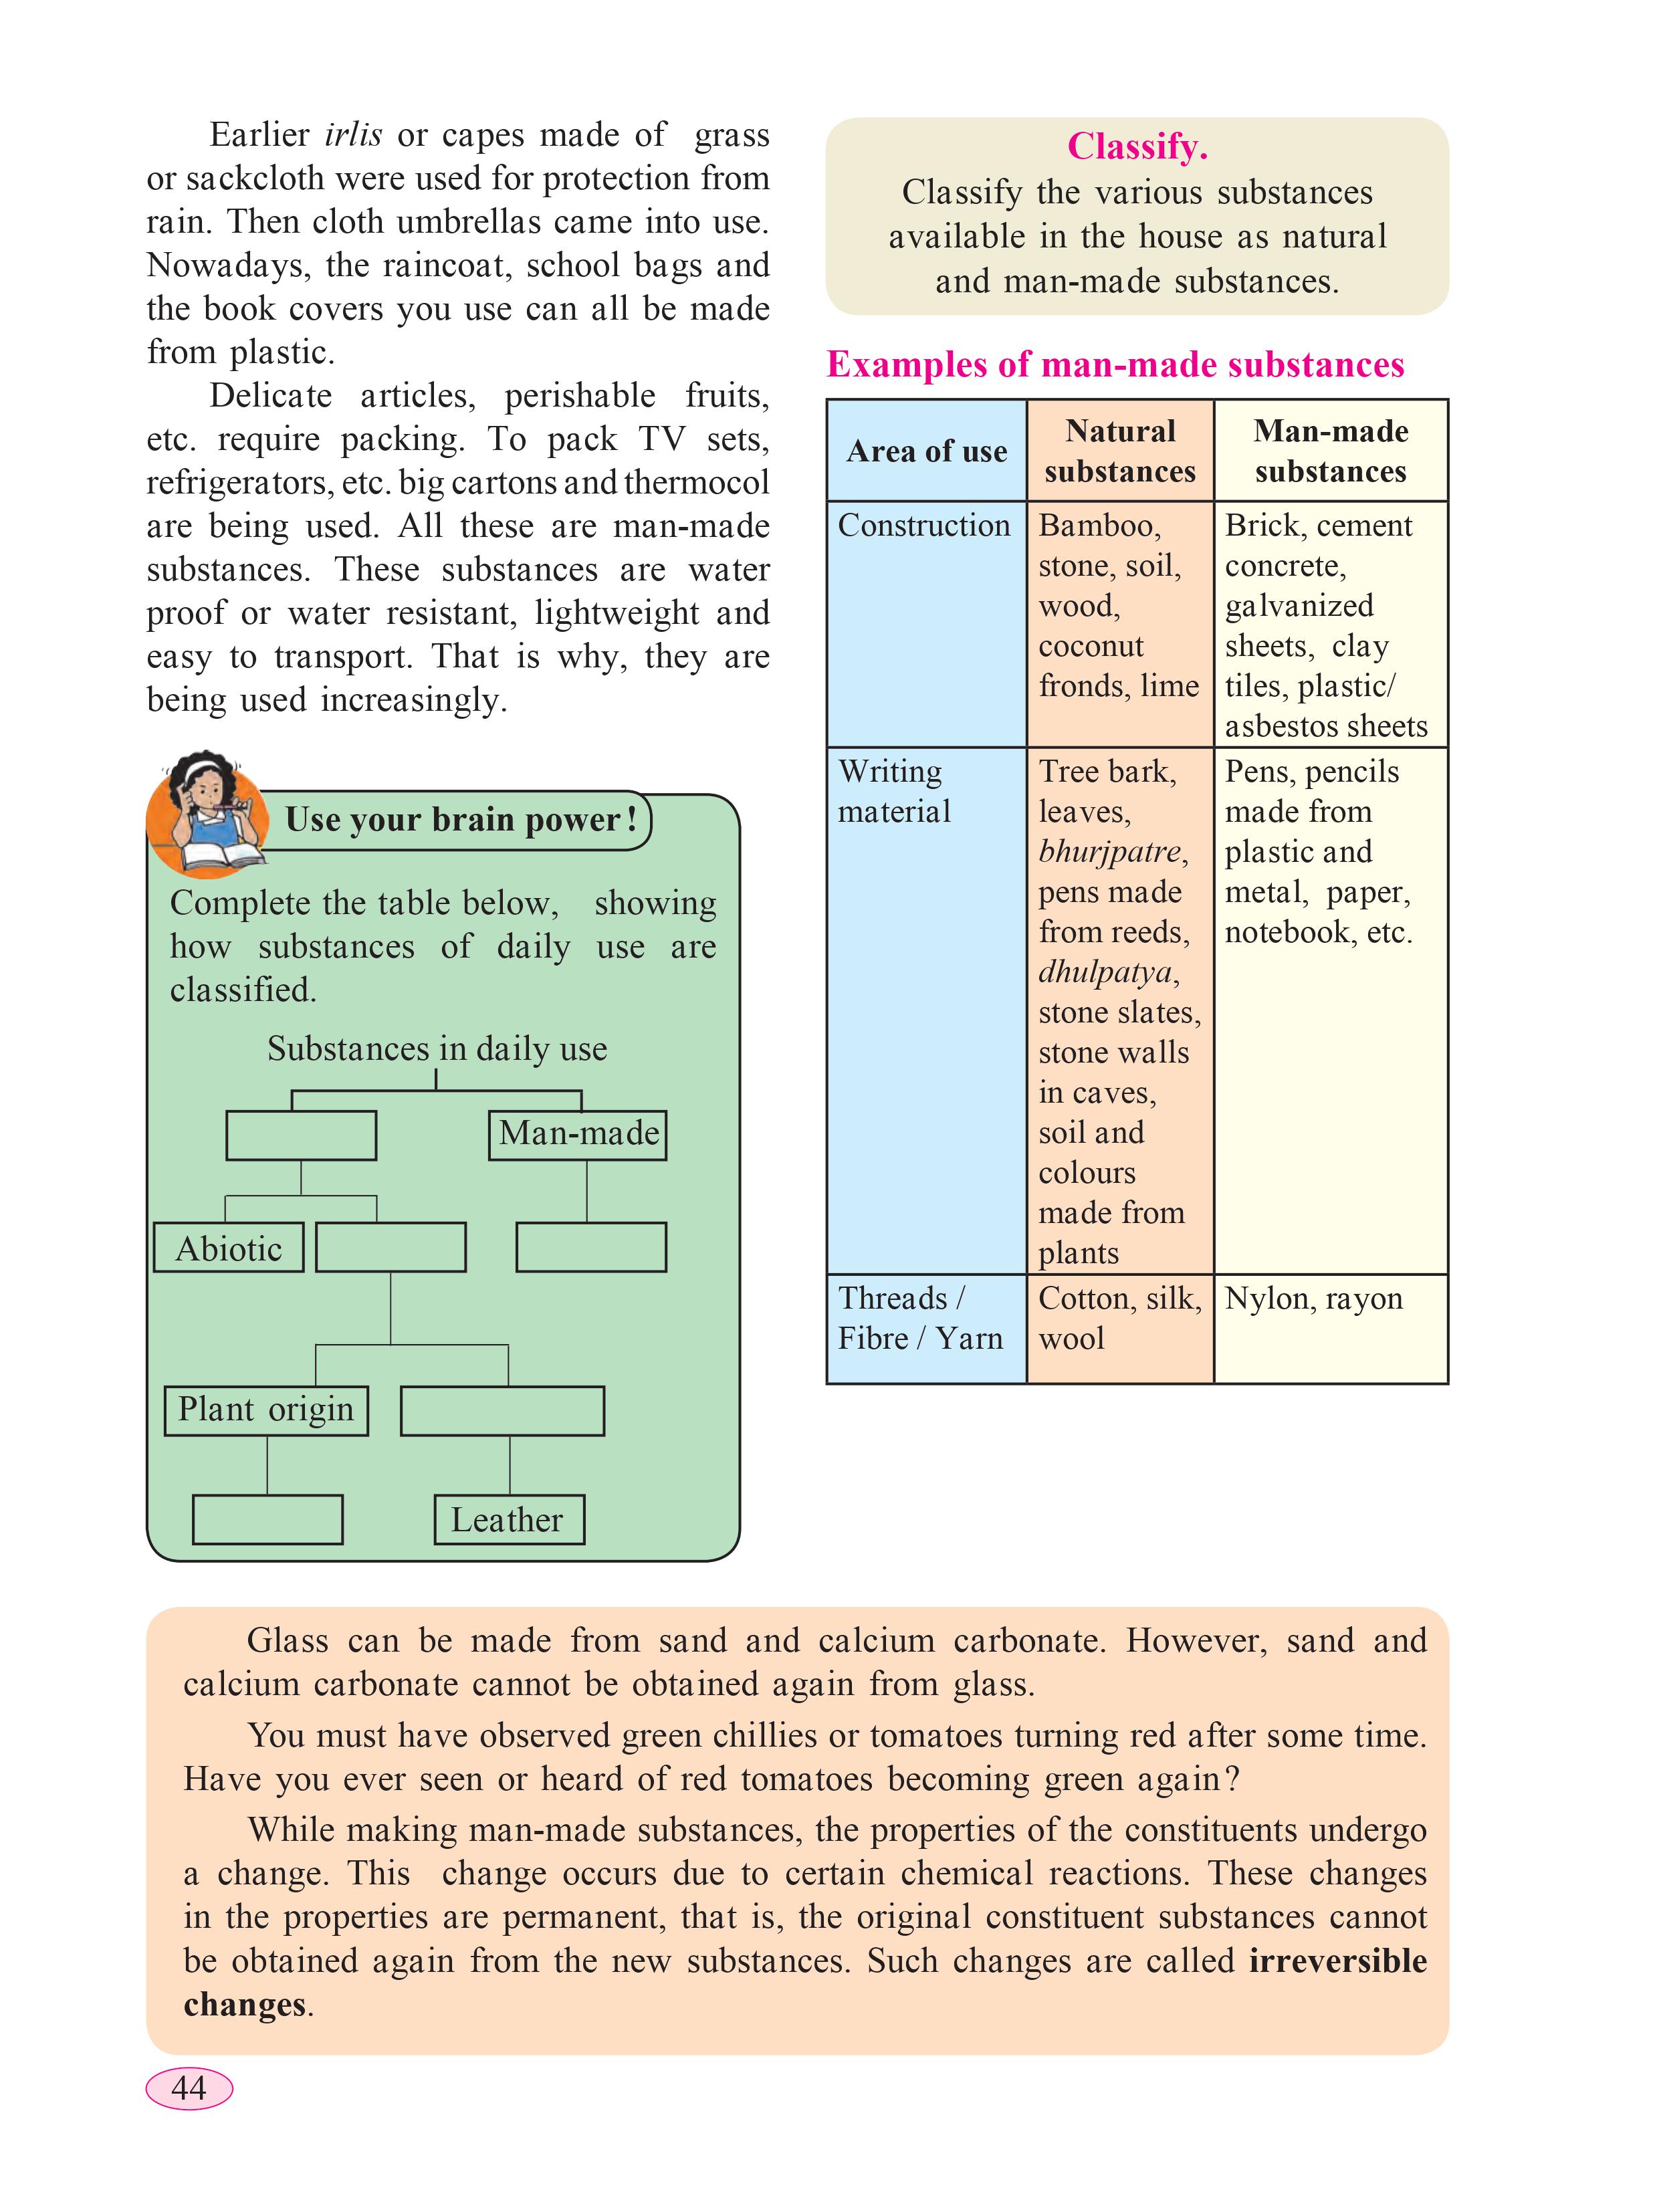 Earlier irlis or capes made of grass
or sackcloth were used for protection from
rain. Then cloth umbrellas came into use.
Nowadays, the raincoat, school bags and
the book covers you use can all be made
from plastic.
Delicate articles, perishable fruits,
etc. require packing. To pack TV sets,
refrigerators, etc. big cartons and thermocol
are being used. All these are man-made
substances. These substances are water
proof or water resistant, lightweight and
easy to transport. That is why, they are
being used increasingly.
Use your brain power!
Complete the table below, showing
how substances of daily use are
classified.
Substances in daily use
Man-made
Abiotic
Plant origin
Leather
Classify.
Classify the various substances
available in the house as natural
and man-made substances.
Examples of man-made substances
Area of use
Natural
substances
Man-made
substances
Construction
Bamboo,
stone, soil,
wood,
coconut
fronds, lime
Brick, cement
concrete,
galvanized
sheets, clay
tiles, plastic/
asbestos sheets
Writing
material
Tree bark,
leaves,
bhurjpatre,
pens made
from reeds,
dhulpatya,
stone slates,
stone walls
in caves,
soil and
colours
made from
plants
Pens, pencils
made from
plastic and
metal, paper,
notebook, etc.
Threads /
Fibre / Yarn
Cotton, silk,
wool
Nylon, rayon
Glass can be made from sand and calcium carbonate. However, sand and
calcium carbonate cannot be obtained again from glass.
You must have observed green chillies or tomatoes turning red after some time.
Have you ever seen or heard of red tomatoes becoming green again?
While making man-made substances, the properties of the constituents undergo
a change. This change occurs due to certain chemical reactions. These changes
in the properties are permanent, that is, the original constituent substances cannot
be obtained again from the new substances. Such changes are called irreversible
changes.
44